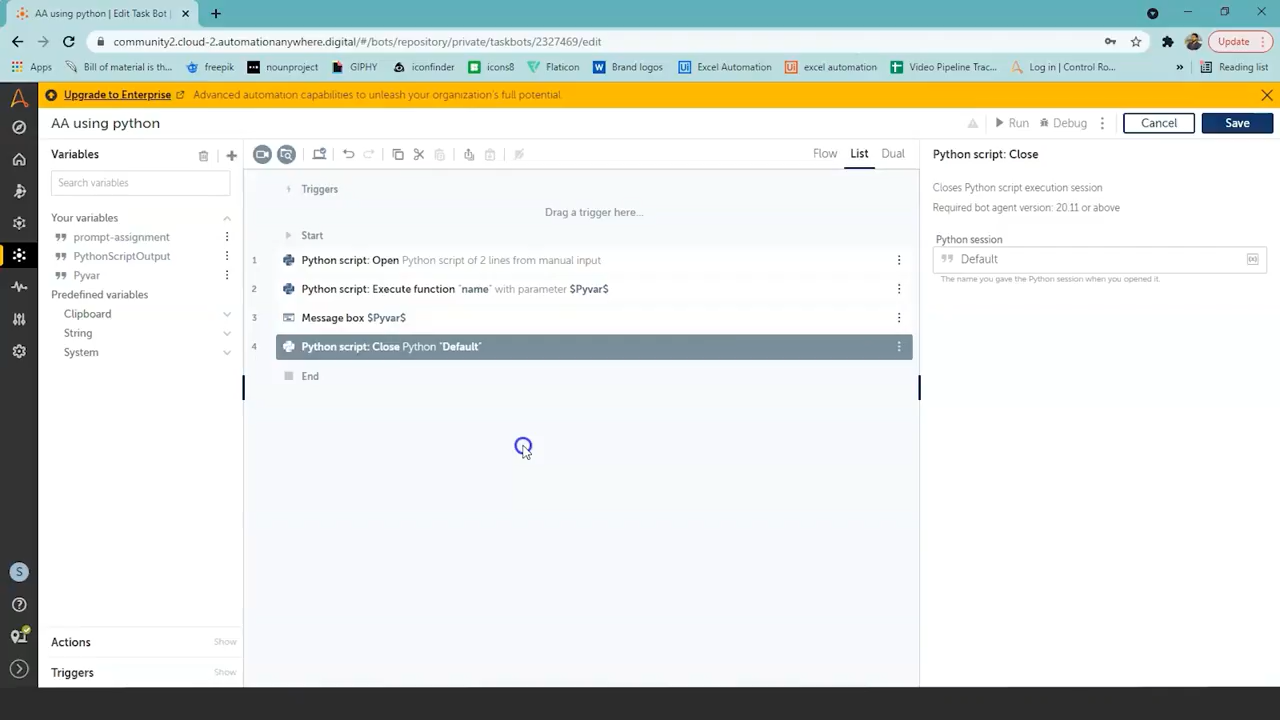 AA using python | Edit Task Bot |
community2.cloud-2.automationanywhere.digital/#/bots/repository/private/taskbots/2327469/edit
Update
Apps Bill of material is th... freepik nounproject GIPHY iconfinder icons8 Flaticon Brand logos Excel Automation excel automation Video Pipeline Trac... Log in | Control Ro... » Reading list
Upgrade to Enterprise Advanced automation capabilities to unleash your organization's full potential.
AA using python
Run Debug Cancel Save
Variables
Flow List Dual
Search variables
Your variables
prompt-assignment
PythonScriptOutput
Pyvar
Predefined variables
Clipboard
String
System
Actions Show
Triggers Show
Triggers
Drag a trigger here...
Start
1 Python script: Open Python script of 2 lines from manual input
2 Python script: Execute function "name" with parameter $Pyvar$
3 Message box $Pyvar$
4 Python script: Close Python "Default"
End
Python script: Close
Closes Python script execution session
Required bot agent version: 20.11 or above
Python session
Default
(x)
The name you gave the Python session when you opened it.
S